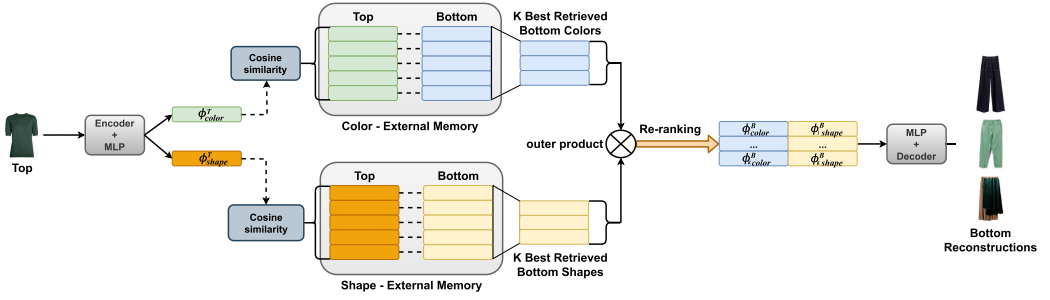 Top
Encoder
+
MLP
ϕ^T_color
ϕ^T_shape
Cosine
similarity
Cosine
similarity
Top
Bottom
Color - External Memory
K Best Retrieved
Bottom Colors
Top
Bottom
Shape - External Memory
K Best Retrieved
Bottom Shapes
outer product
Re-ranking
ϕ^B_color
ϕ^B_shape
...
...
ϕ^B_color
ϕ^B_shape
MLP
+
Decoder
Bottom
Reconstructions